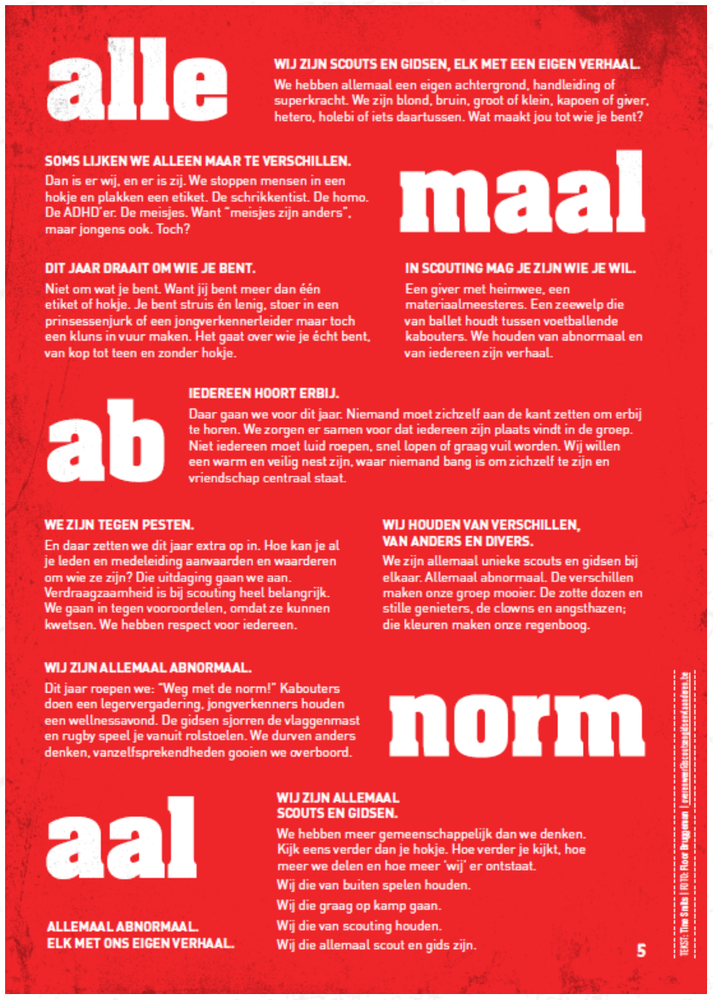 alle
WIJ ZIJN SCOUTS EN GIDSEN, ELK MET EEN EIGEN VERHAAL.
We hebben allemaal een eigen achtergrond, handleiding of
superkracht. We zijn blond, bruin, groot of klein, kapoen of giver,
hetero, holebi of iets daartussen. Wat maakt jou tot wie je bent?
SOMS LIJKEN WE ALLEEN MAAR TE VERSCHILLEN.
Dan is er wij, en er is zij. We stoppen mensen in een
hokje en plakken een etiket. De schrikkentist. De homo.
De ADHD'er. De meisjes. Want "meisjes zijn anders",
maar jongens ook. Toch?
maal
DIT JAAR DRAAIT OM WIE JE BENT.
Niet om wat je bent. Want jij bent meer dan één
etiket of hokje. Je bent struis én lenig, stoer in een
prinsessenjurk of een jongverkennerleider maar toch
een kluns in vuur maken. Het gaat over wie je écht bent,
van kop tot teen en zonder hokje.
IN SCOUTING MAG JE ZIJN WIE JE WIL.
Een giver met heimwee, een
materiaalmeesteres. Een zeewelp die
van ballet houdt tussen voetballende
kabouters. We houden van abnormaal en
van iedereen zijn verhaal.
ab
IEDEREEN HOORT ERBIJ.
Daar gaan we voor dit jaar. Niemand moet zichzelf aan de kant zetten om erbij
te horen. We zorgen er samen voor dat iedereen zijn plaats vindt in de groep.
Niet iedereen moet luid roepen, snel lopen of graag vuil worden. Wij willen
een warm en veilig nest zijn, waar niemand bang is om zichzelf te zijn en
vriendschap centraal staat.
WE ZIJN TEGEN PESTEN.
En daar zetten we dit jaar extra op in. Hoe kan je al
je leden en medeleiding aanvaarden en waarderen
om wie ze zijn? Die uitdaging gaan we aan.
Verdraagzaamheid is bij scouting heel belangrijk.
We gaan in tegen vooroordelen, omdat ze kunnen
kwetsen. We hebben respect voor iedereen.
WIJ HOUDEN VAN VERSCHILLEN,
VAN ANDERS EN DIVERS.
We zijn allemaal unieke scouts en gidsen bij
elkaar. Allemaal abnormaal. De verschillen
maken onze groep mooier. De zotte dozen en
stille genieters, de clowns en angsthazen;
die kleuren maken onze regenboog.
WIJ ZIJN ALLEMAAL ABNORMAAL.
Dit jaar roepen we: "Weg met de norm!" Kabouters
doen een legervergadering, jongverkenners houden
een wellnessavond. De gidsen sjorren de vlaggenmast
en rugby speel je vanuit rolstoelen. We durven anders
denken, vanzelfsprekendheden gooien we overboord.
norm
aal
WIJ ZIJN ALLEMAAL
SCOUTS EN GIDSEN.
We hebben meer gemeenschappelijk dan we denken.
Kijk eens verder dan je hokje. Hoe verder je kijkt, hoe
meer we delen en hoe meer 'wij' er ontstaat.
Wij die van buiten spelen houden.
Wij die graag op kamp gaan.
Wij die van scouting houden.
Wij die allemaal scout en gids zijn.
ALLEMAAL ABNORMAAL.
ELK MET ONS EIGEN VERHAAL.
5
TEKST: Tine Smits | FOTO: Floor Bruggeman |